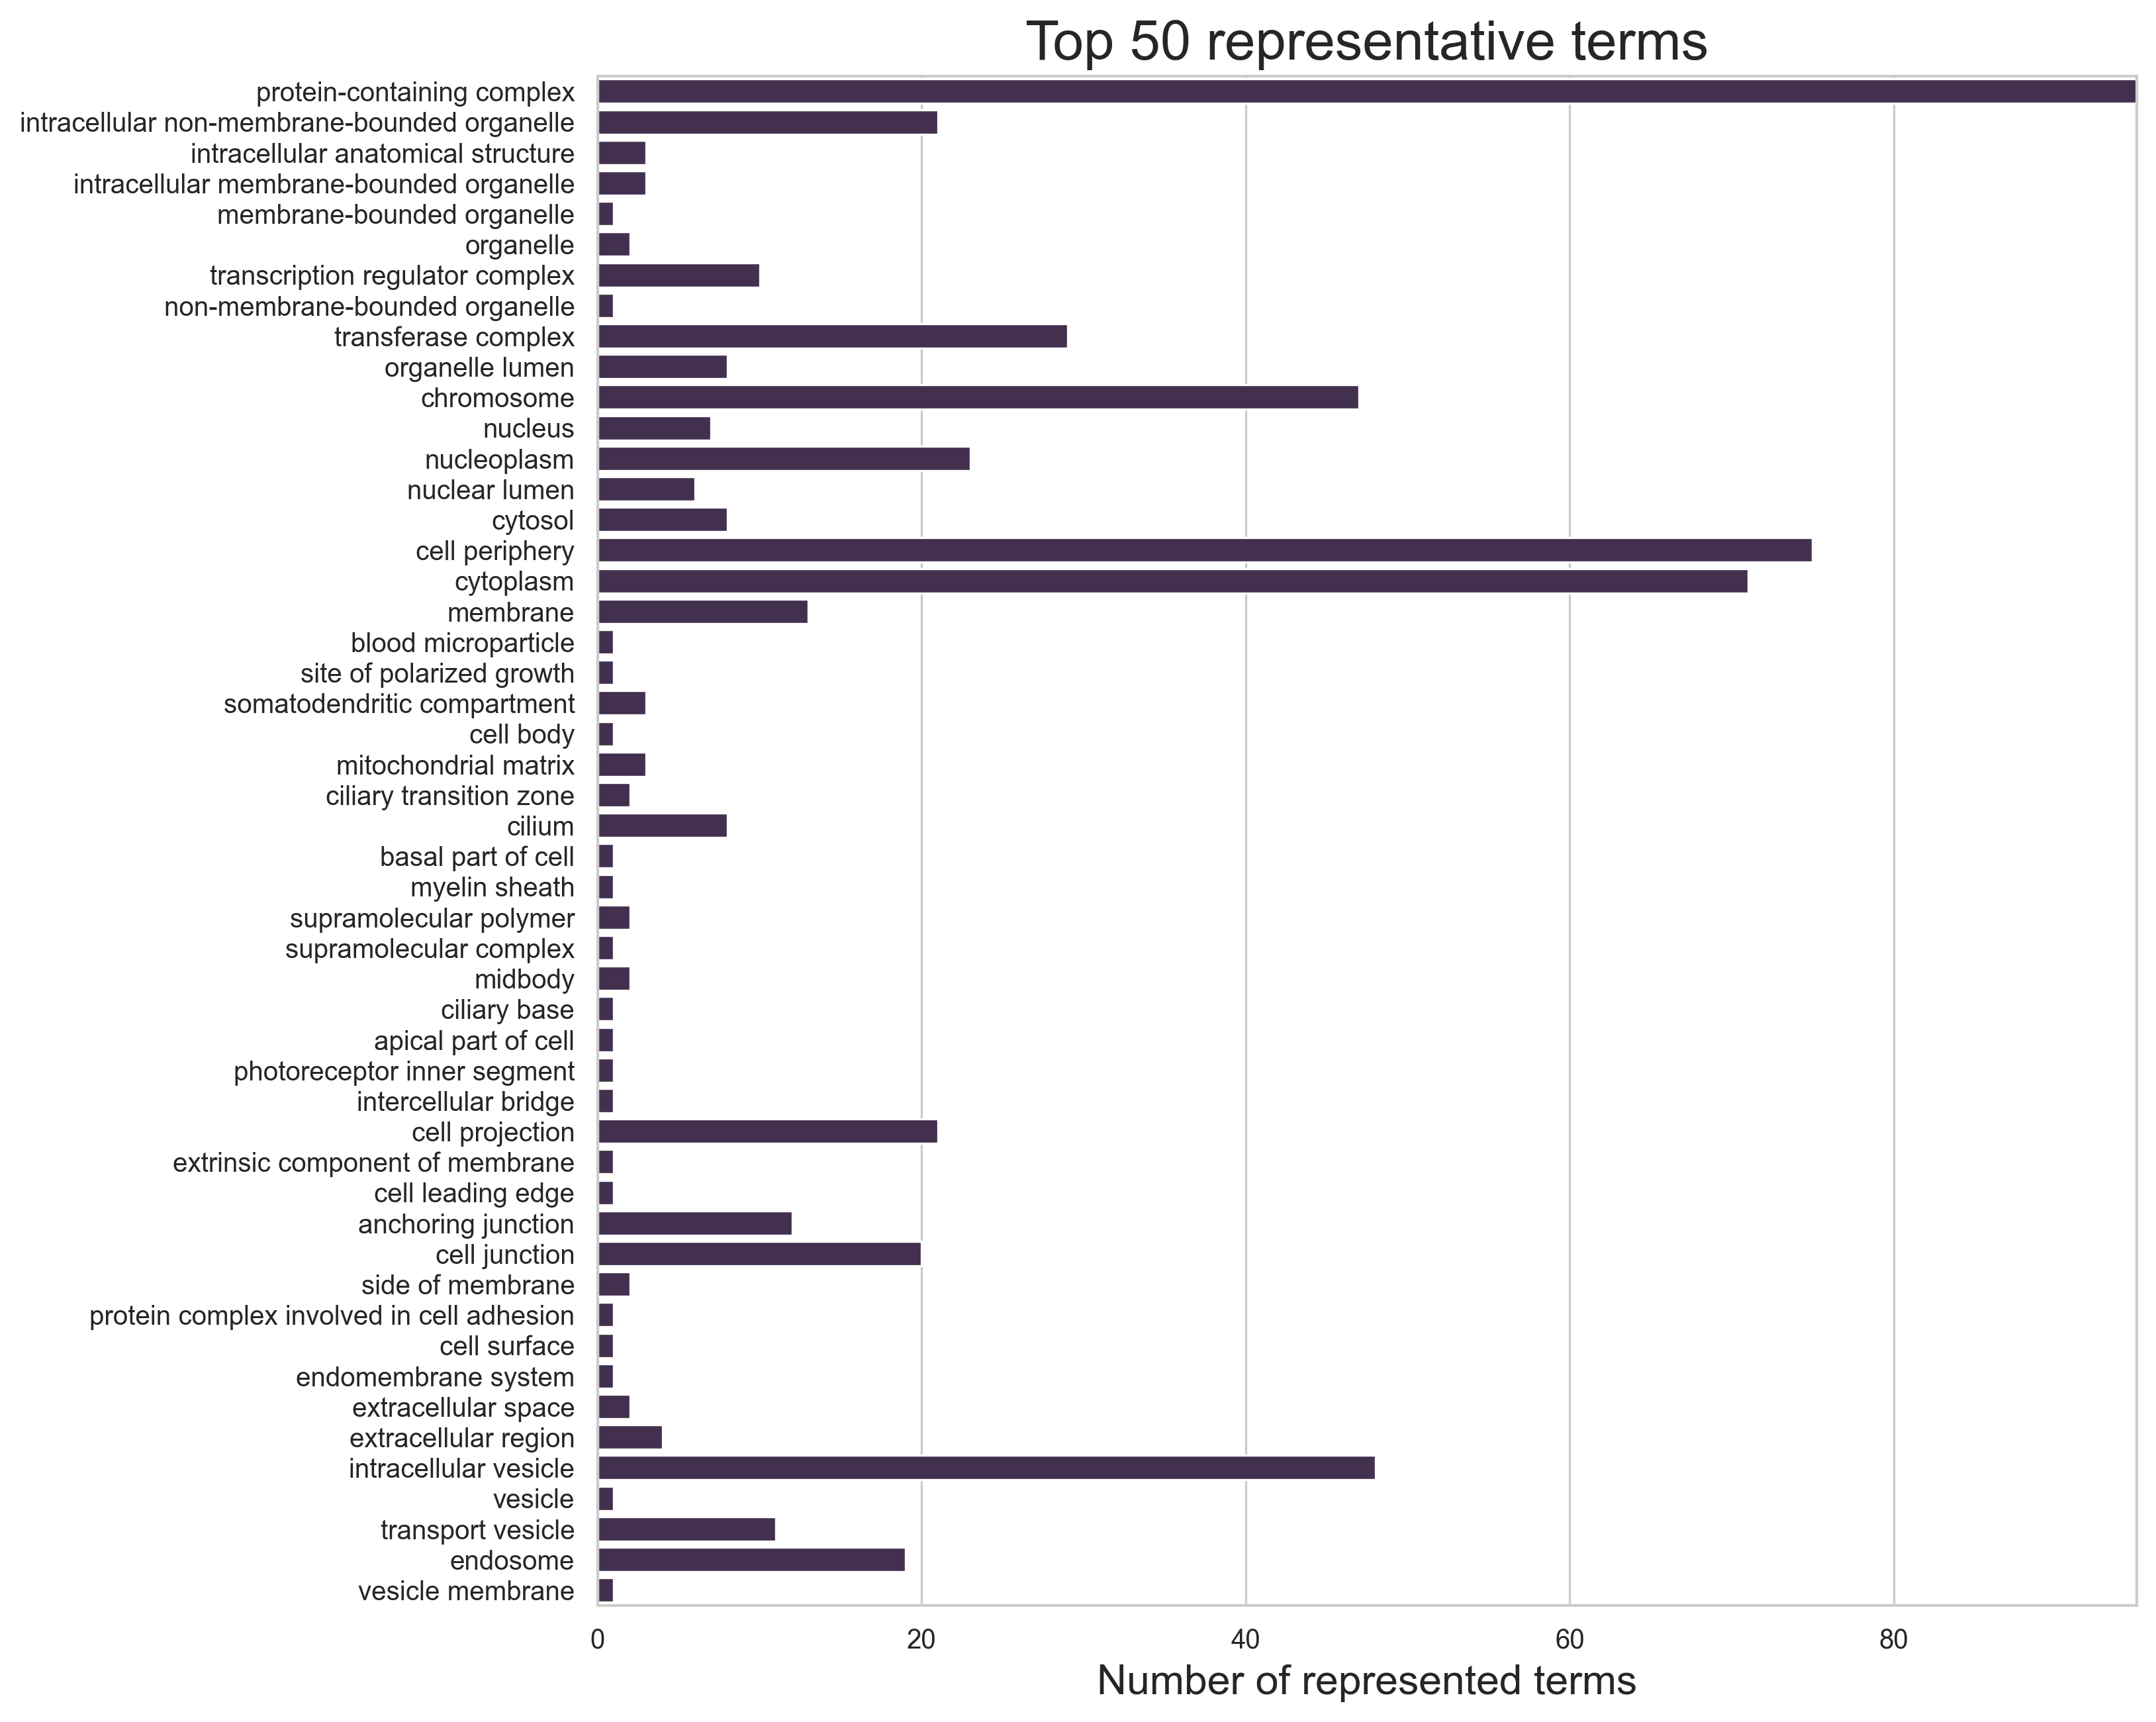 Top 50 representative terms
protein-containing complex
intracellular non-membrane-bounded organelle
intracellular anatomical structure
intracellular membrane-bounded organelle
membrane-bounded organelle
organelle
transcription regulator complex
non-membrane-bounded organelle
transferase complex
organelle lumen
chromosome
nucleus
nucleoplasm
nuclear lumen
cytosol
cell periphery
cytoplasm
membrane
blood microparticle
site of polarized growth
somatodendritic compartment
cell body
mitochondrial matrix
ciliary transition zone
cilium
basal part of cell
myelin sheath
supramolecular polymer
supramolecular complex
midbody
ciliary base
apical part of cell
photoreceptor inner segment
intercellular bridge
cell projection
extrinsic component of membrane
cell leading edge
anchoring junction
cell junction
side of membrane
protein complex involved in cell adhesion
cell surface
endomembrane system
extracellular space
extracellular region
intracellular vesicle
vesicle
transport vesicle
endosome
vesicle membrane
0 20 40 60 80
Number of represented terms